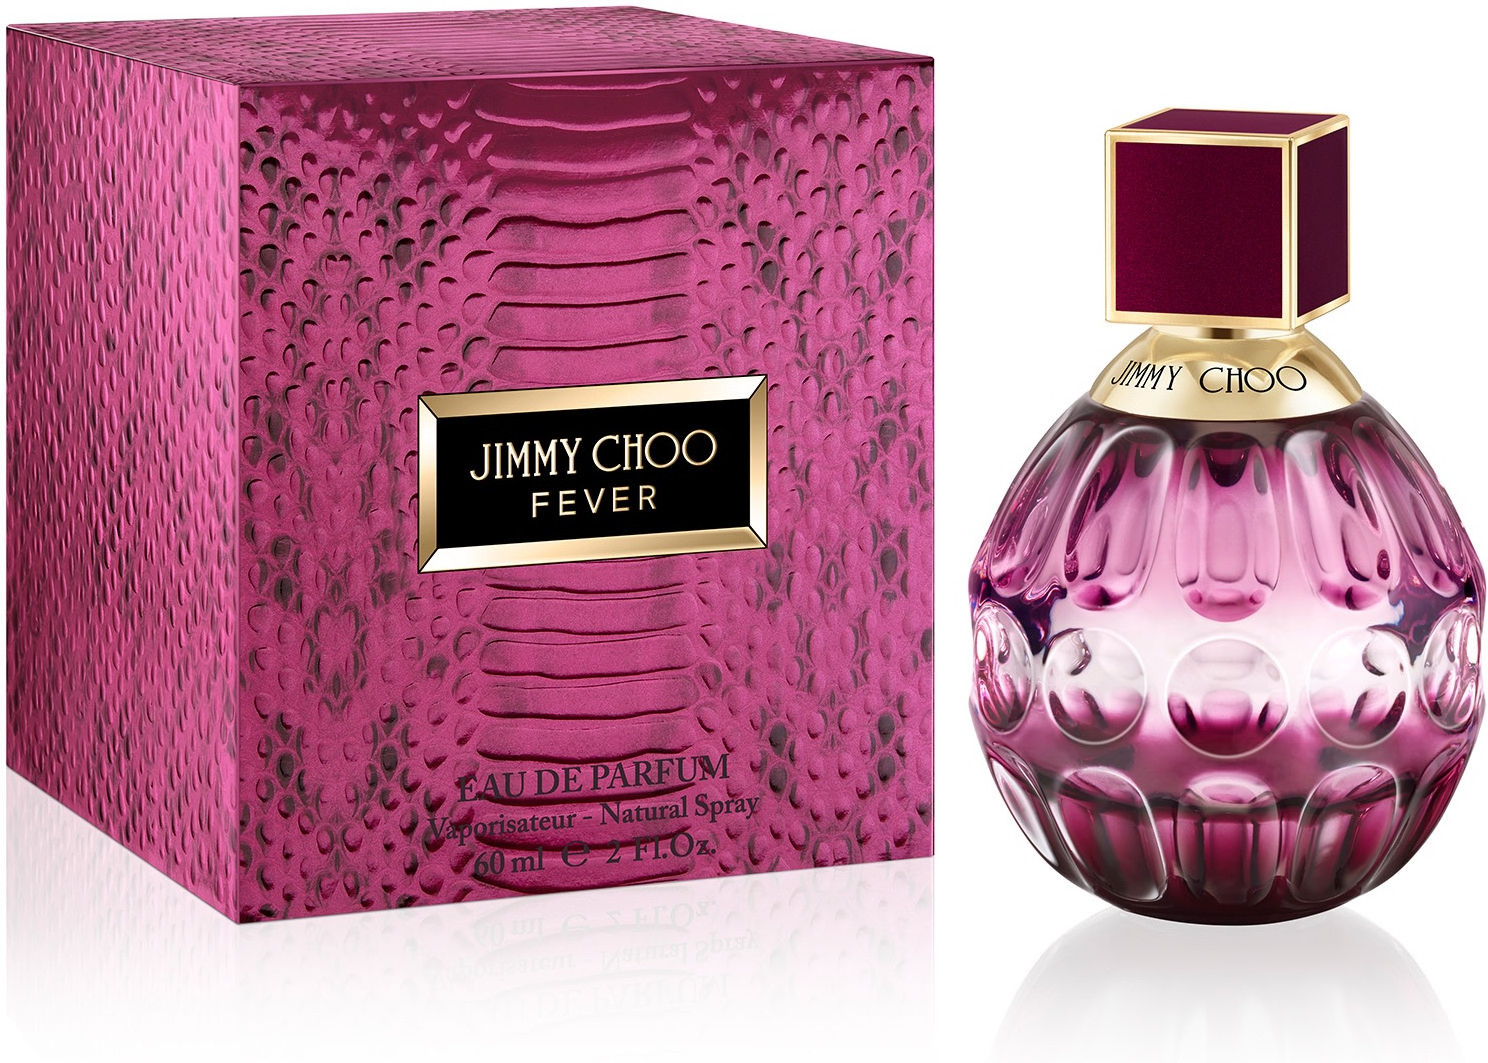 JIMMY CHOO
FEVER
EAU DE PARFUM
Vaporisateur - Natural Spray
60 ml ℮ 2 Fl.Oz.
JIMMY CHOO